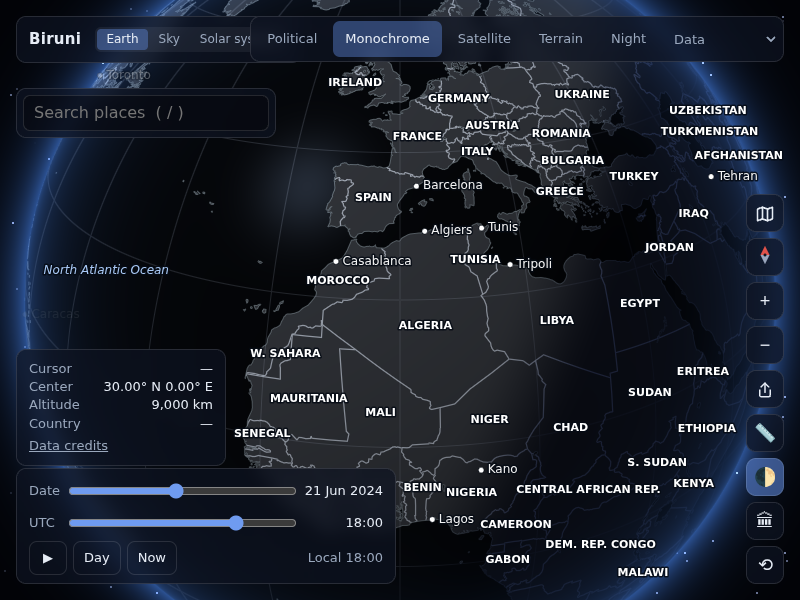 Biruni
Earth
Sky
Solar sys
Political
Monochrome
Satellite
Terrain
Night
Data
Toronto
Search places ( / )
IRELAND
GERMANY
UKRAINE
UZBEKISTAN
FRANCE
AUSTRIA
ROMANIA
TURKMENISTAN
ITALY
BULGARIA
AFGHANISTAN
SPAIN
Barcelona
GREECE
TURKEY
Tehran
Algiers
Tunis
IRAQ
Casablanca
TUNISIA
Tripoli
JORDAN
North Atlantic Ocean
MOROCCO
Caracas
ALGERIA
LIBYA
EGYPT
W. SAHARA
ERITREA
MAURITANIA
MALI
NIGER
SUDAN
CHAD
ETHIOPIA
SENEGAL
Kano
S. SUDAN
BENIN
NIGERIA
CENTRAL AFRICAN REP.
KENYA
Lagos
CAMEROON
DEM. REP. CONGO
GABON
MALAWI
Cursor —
Center 30.00° N 0.00° E
Altitude 9,000 km
Country —
Data credits
Date 21 Jun 2024
UTC 18:00
Day
Now
Local 18:00